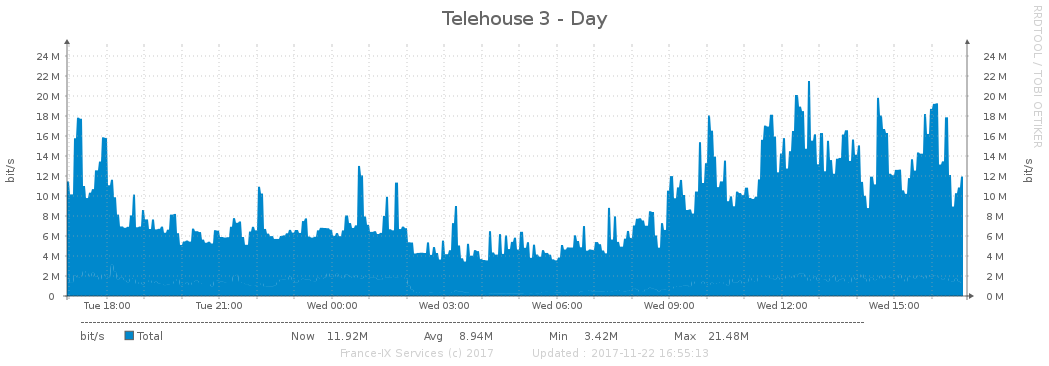 Telehouse 3 - Day
RRDTOOL / TOBI OETIKER
bit/s
24 M 24 M
22 M 22 M
20 M 20 M
18 M 18 M
16 M 16 M
14 M 14 M
12 M 12 M
10 M 10 M
8 M 8 M
6 M 6 M
4 M 4 M
2 M 2 M
0 0 M
bit/s
Tue 18:00 Tue 21:00 Wed 00:00 Wed 03:00 Wed 06:00 Wed 09:00 Wed 12:00 Wed 15:00
bit/s Total Now 11.92M Avg 8.94M Min 3.42M Max 21.48M
France-IX Services (c) 2017 Updated : 2017-11-22 16:55:13